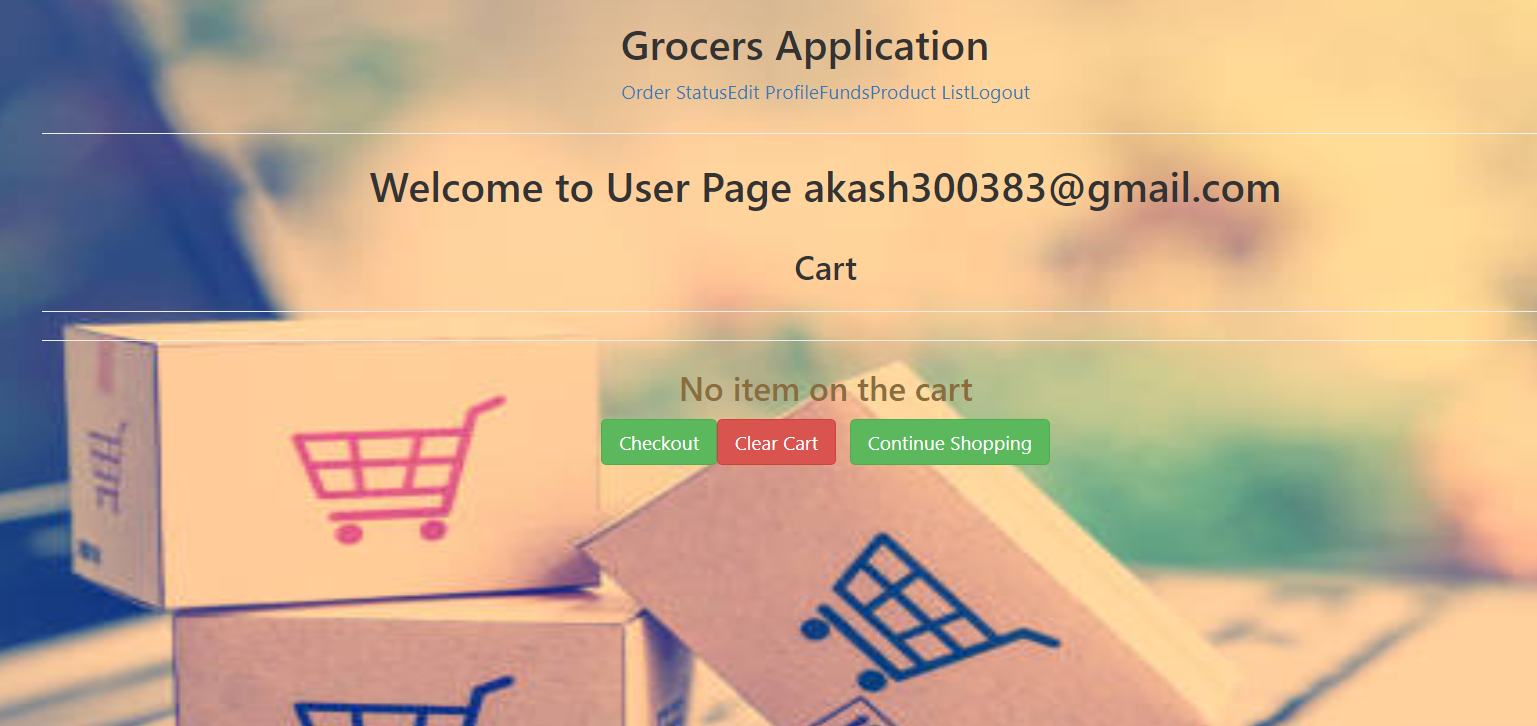 Grocers Application
Order StatusEdit ProfileFundsProduct ListLogout
Welcome to User Page akash300383@gmail.com
Cart
No item on the cart
Checkout Clear Cart Continue Shopping